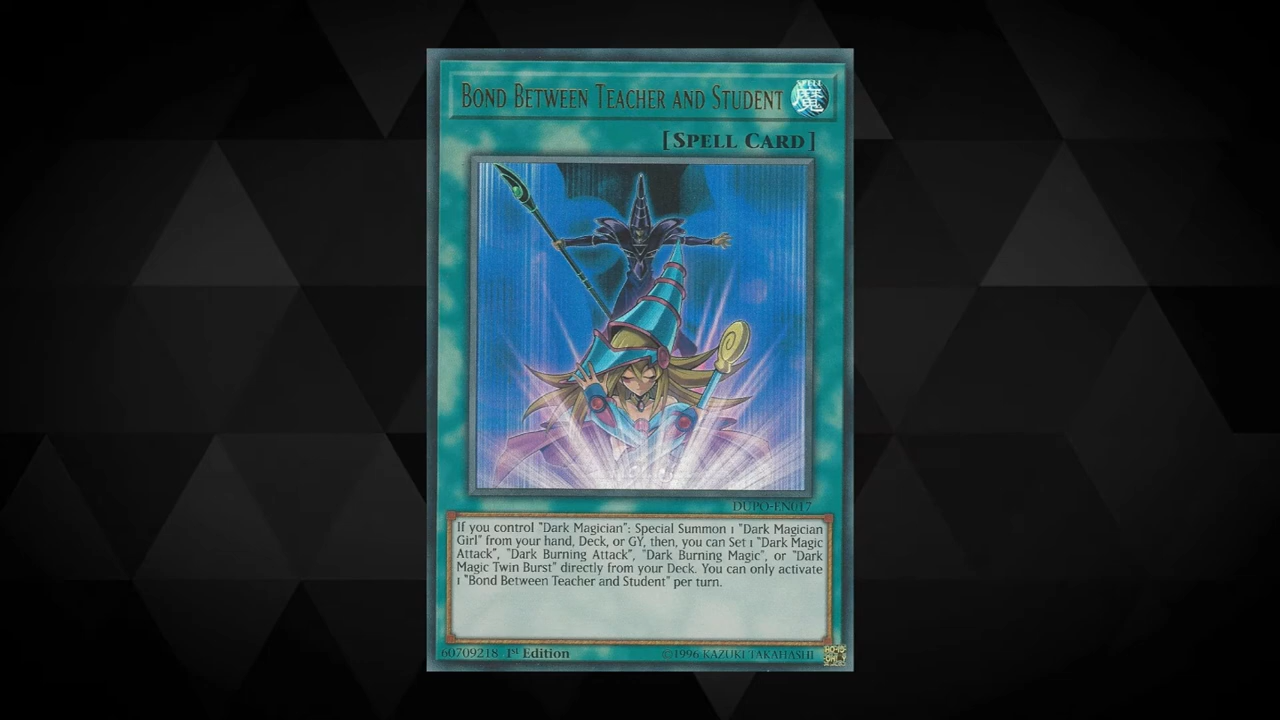 BOND BETWEEN TEACHER AND STUDENT
SPELL
魔
[SPELL CARD]
DUPO-EN017
If you control "Dark Magician": Special Summon 1 "Dark Magician
Girl" from your hand, Deck, or GY, then, you can Set 1 "Dark Magic
Attack", "Dark Burning Attack", "Dark Burning Magic", or "Dark
Magic Twin Burst" directly from your Deck. You can only activate
1 "Bond Between Teacher and Student" per turn.
60709218 1st Edition
©1996 KAZUKI TAKAHASHI